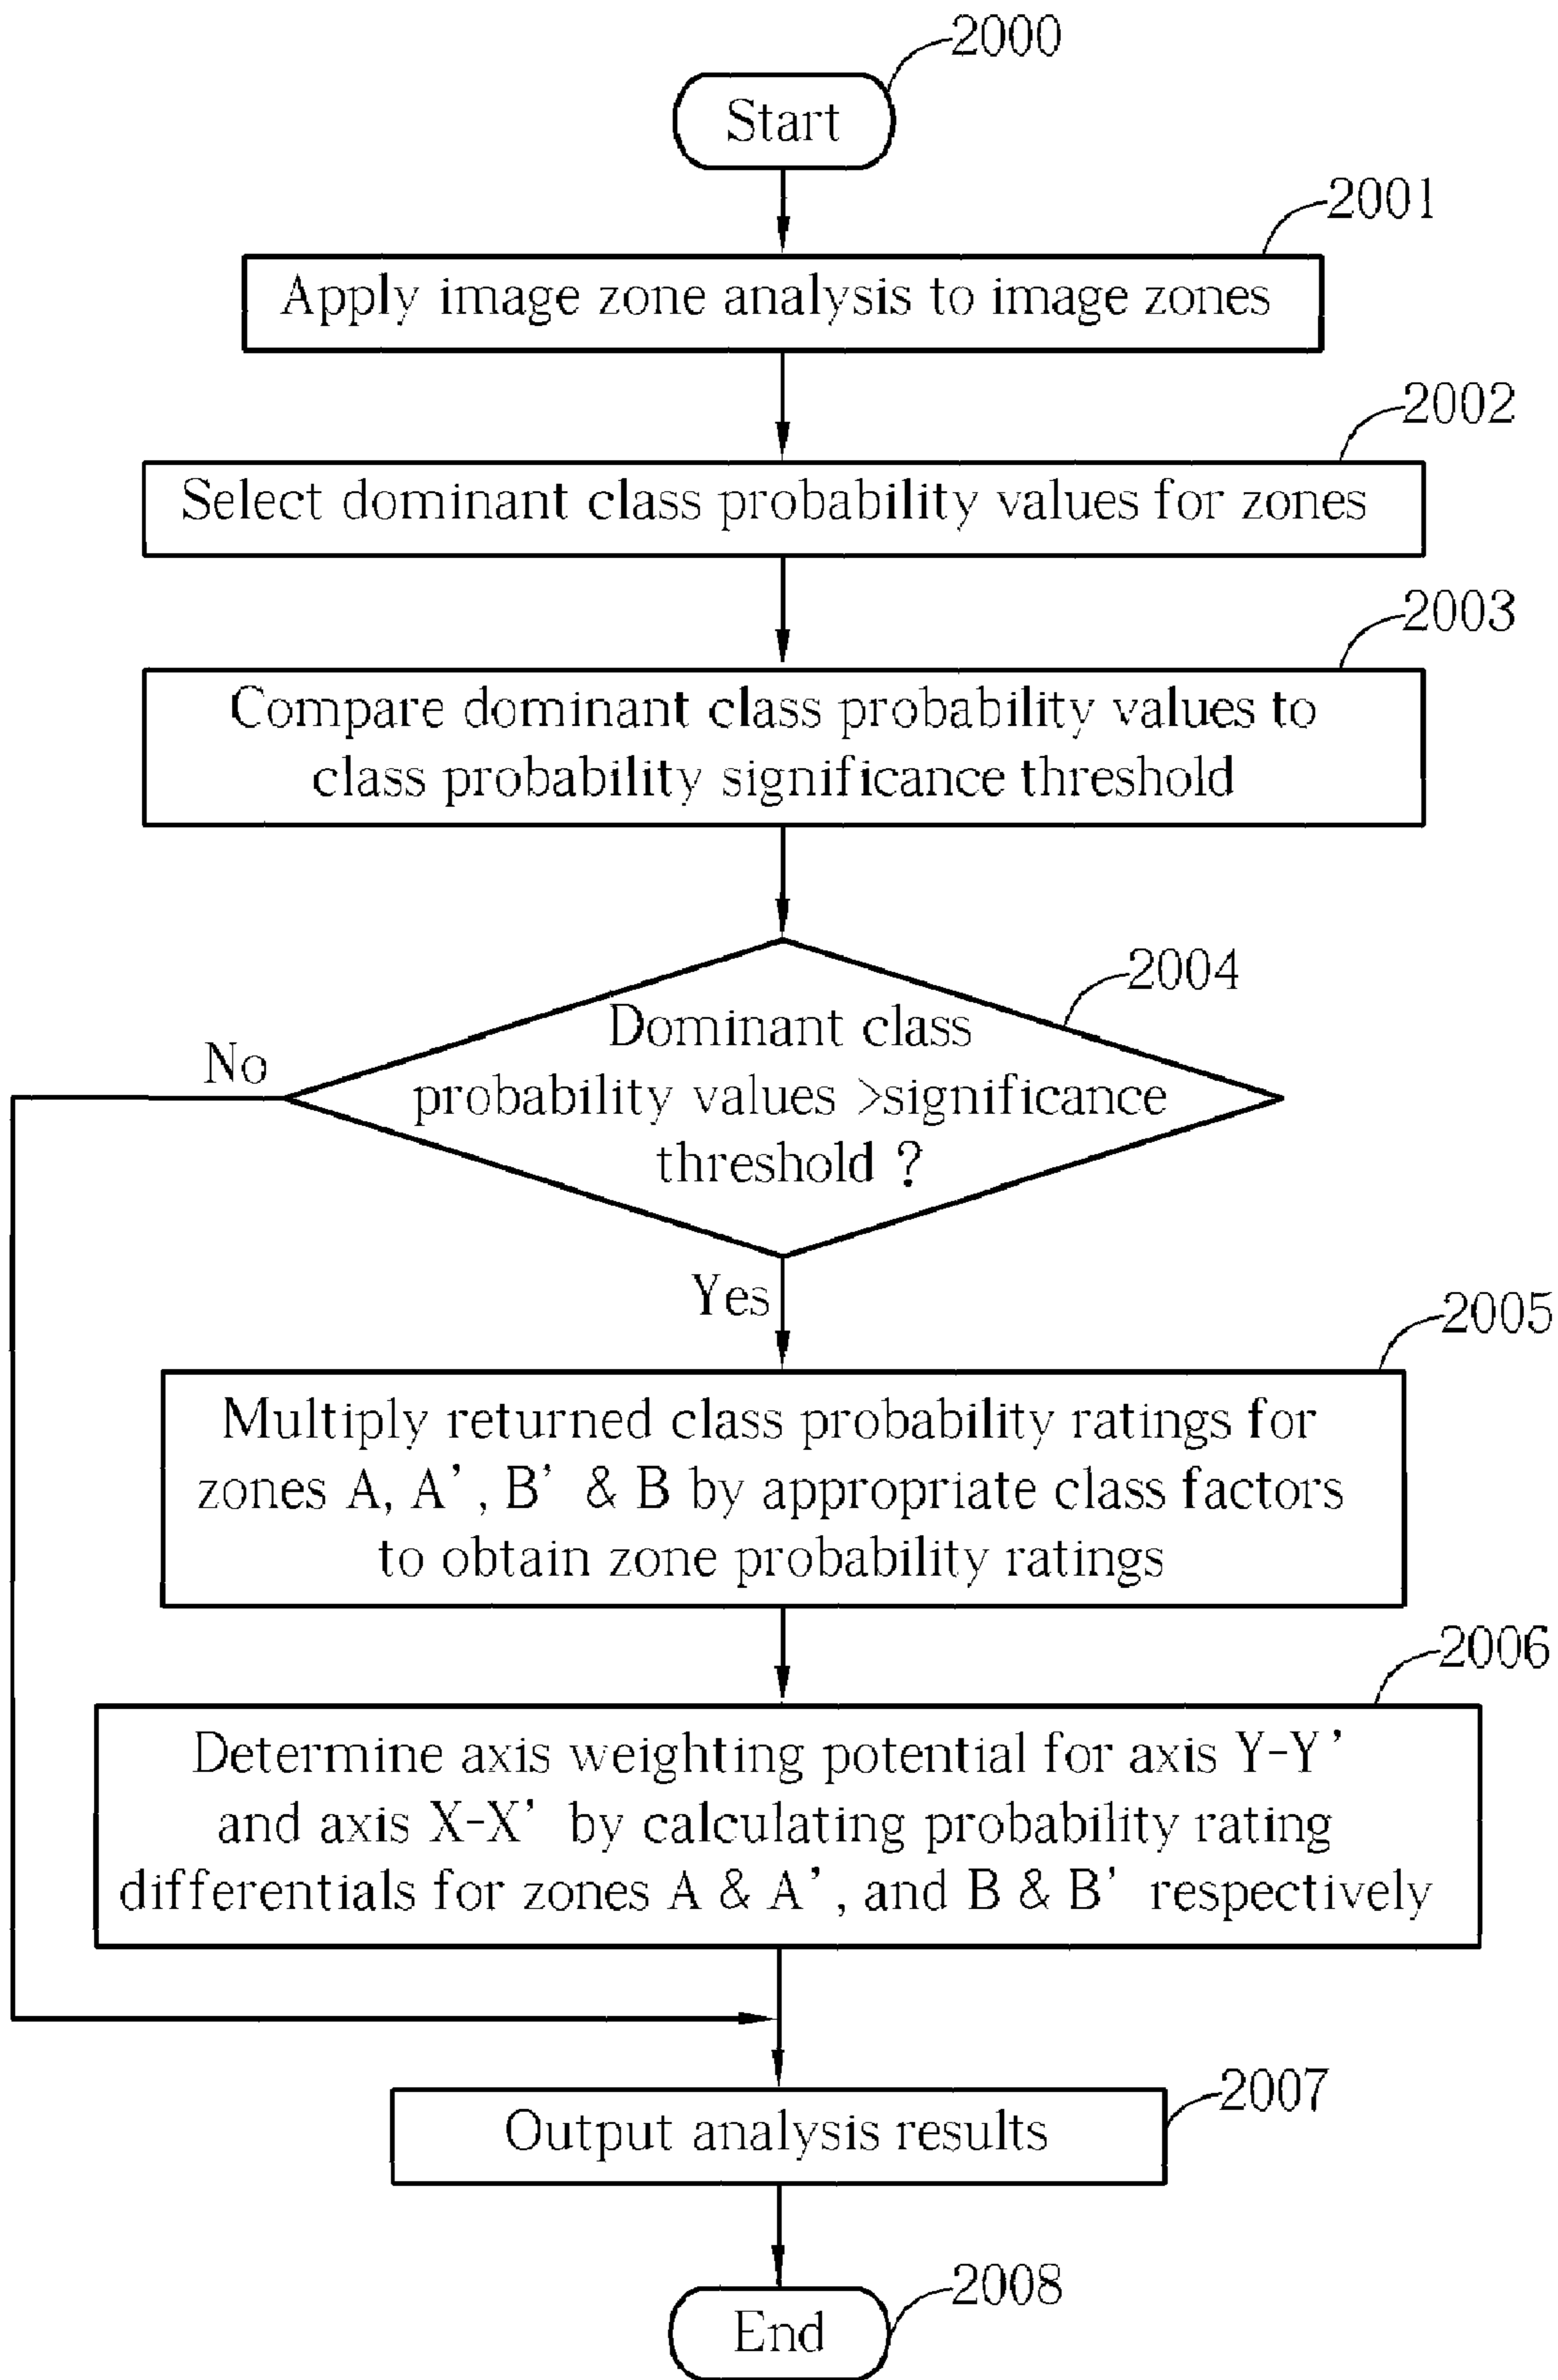 2000
Start
2001
Apply image zone analysis to image zones
2002
Select dominant class probability values for zones
2003
Compare dominant class probability values to
class probability significance threshold
2004
Dominant class
probability values >significance
threshold ?
No
Yes
2005
Multiply returned class probability ratings for
zones A, A’, B’ & B by appropriate class factors
to obtain zone probability ratings
2006
Determine axis weighting potential for axis Y-Y’
and axis X-X’ by calculating probability rating
differentials for zones A & A’, and B & B’ respectively
2007
Output analysis results
2008
End